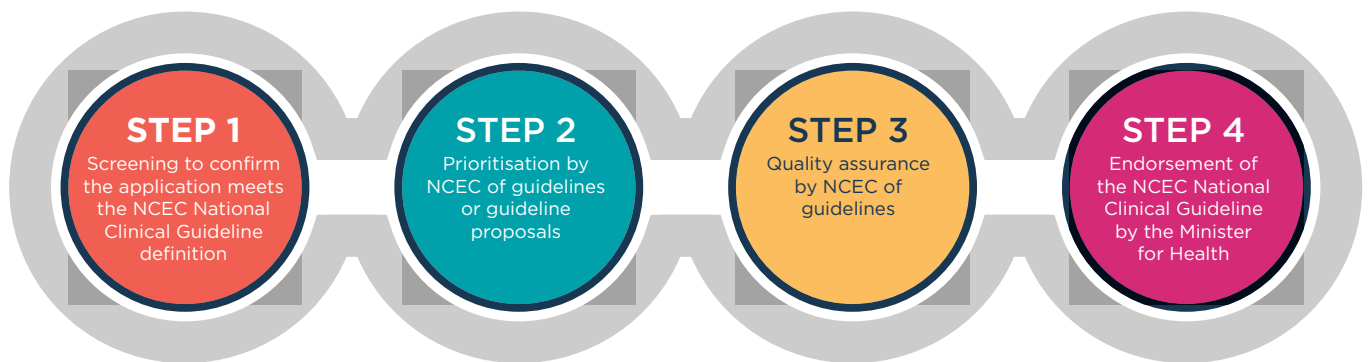 STEP 1
Screening to confirm
the application meets
the NCEC National
Clinical Guideline
definition
STEP 2
Prioritisation by
NCEC of guidelines
or guideline
proposals
STEP 3
Quality assurance
by NCEC of
guidelines
STEP 4
Endorsement of
the NCEC National
Clinical Guideline
by the Minister
for Health